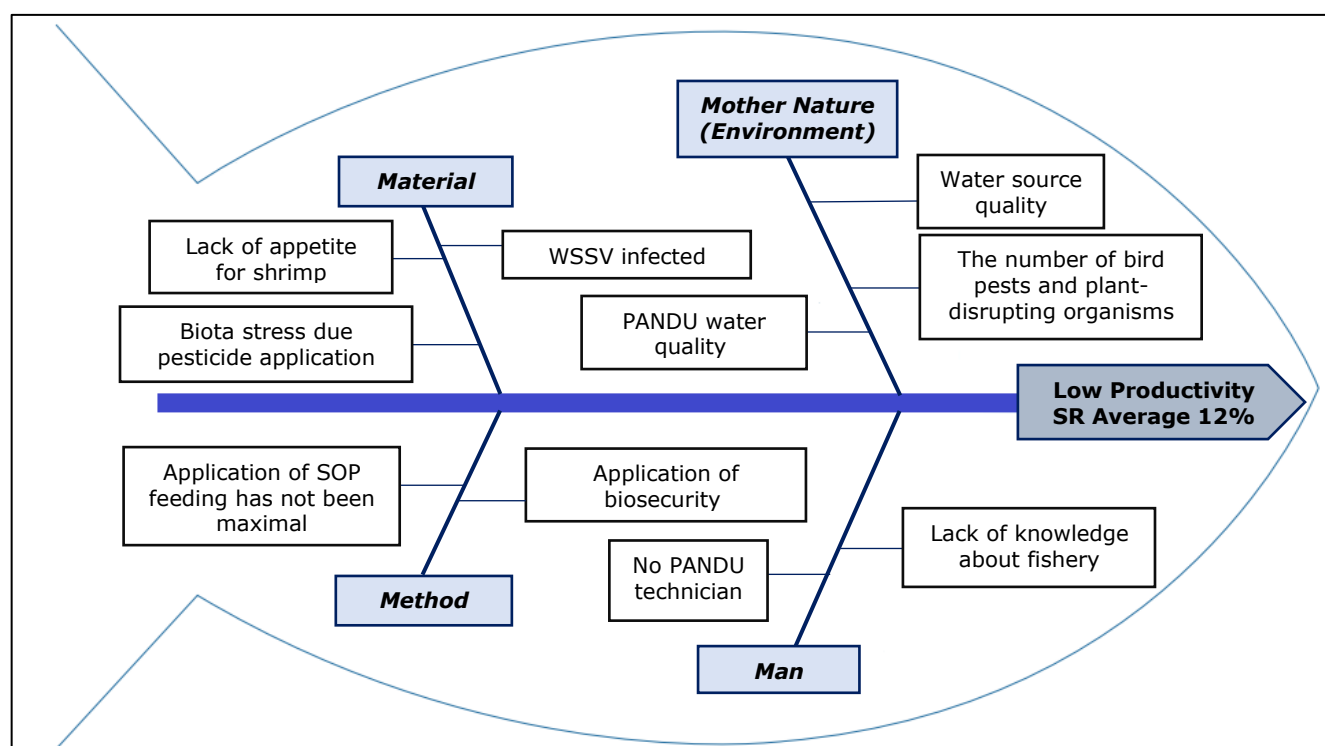 Mother Nature
(Environment)
Material
Water source
quality
Lack of appetite
for shrimp
WSSV infected
The number of bird
pests and plant-
disrupting organisms
Biota stress due
pesticide application
PANDU water
quality
Low Productivity
SR Average 12%
Application of SOP
feeding has not been
maximal
Application of
biosecurity
Lack of knowledge
about fishery
No PANDU
technician
Method
Man